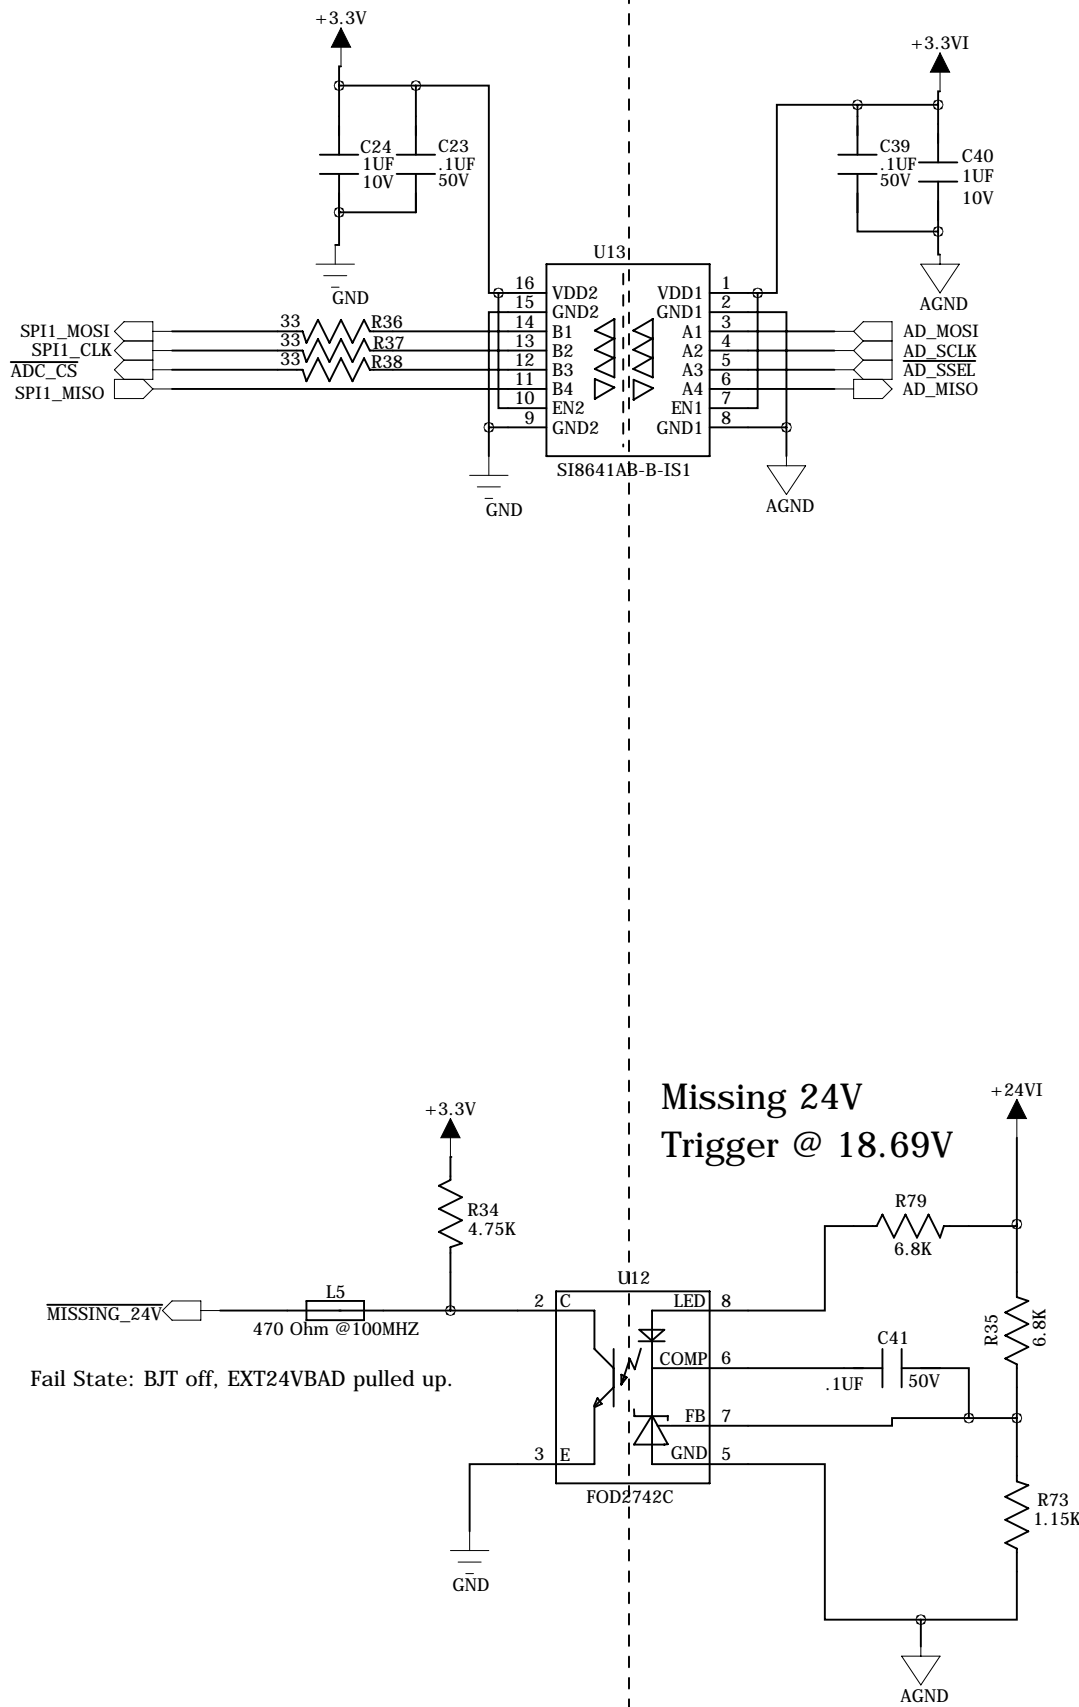 +3.3V
+3.3VI
C24
1UF
10V
C23
.1UF
50V
C39
.1UF
50V
C40
1UF
10V
GND
AGND
U13
16 VDD2 VDD1 1
15 GND2 GND1 2
SPI1_MOSI 33 R36 14 B1 A1 3 AD_MOSI
SPI1_CLK 33 R37 13 B2 A2 4 AD_SCLK
ADC_CS 33 R38 12 B3 A3 5 AD_SSEL
SPI1_MISO 11 B4 A4 6 AD_MISO
10 EN2 EN1 7
9 GND2 GND1 8
SI8641AB-B-IS1
GND
AGND
Missing 24V
Trigger @ 18.69V
+24VI
+3.3V
R34
4.75K
R79
6.8K
R35
6.8K
U12
MISSING_24V
L5
470 Ohm @100MHZ
2 C LED 8
COMP 6
C41
.1UF 50V
FB 7
3 E GND 5
FOD2742C
Fail State: BJT off, EXT24VBAD pulled up.
R73
1.15K
GND
AGND